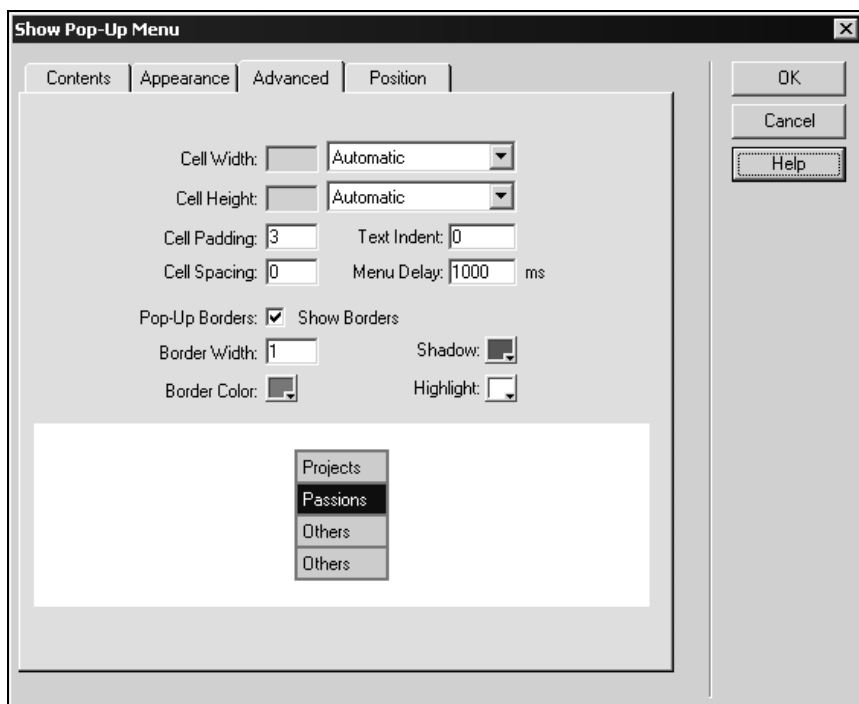 Show Pop-Up Menu
Contents Appearance Advanced Position
OK
Cancel
Help
Cell Width: Automatic
Cell Height: Automatic
Cell Padding: 3 Text Indent: 0
Cell Spacing: 0 Menu Delay: 1000 ms
Pop-Up Borders: Show Borders
Border Width: 1 Shadow:
Border Color: Highlight:
Projects
Passions
Others
Others